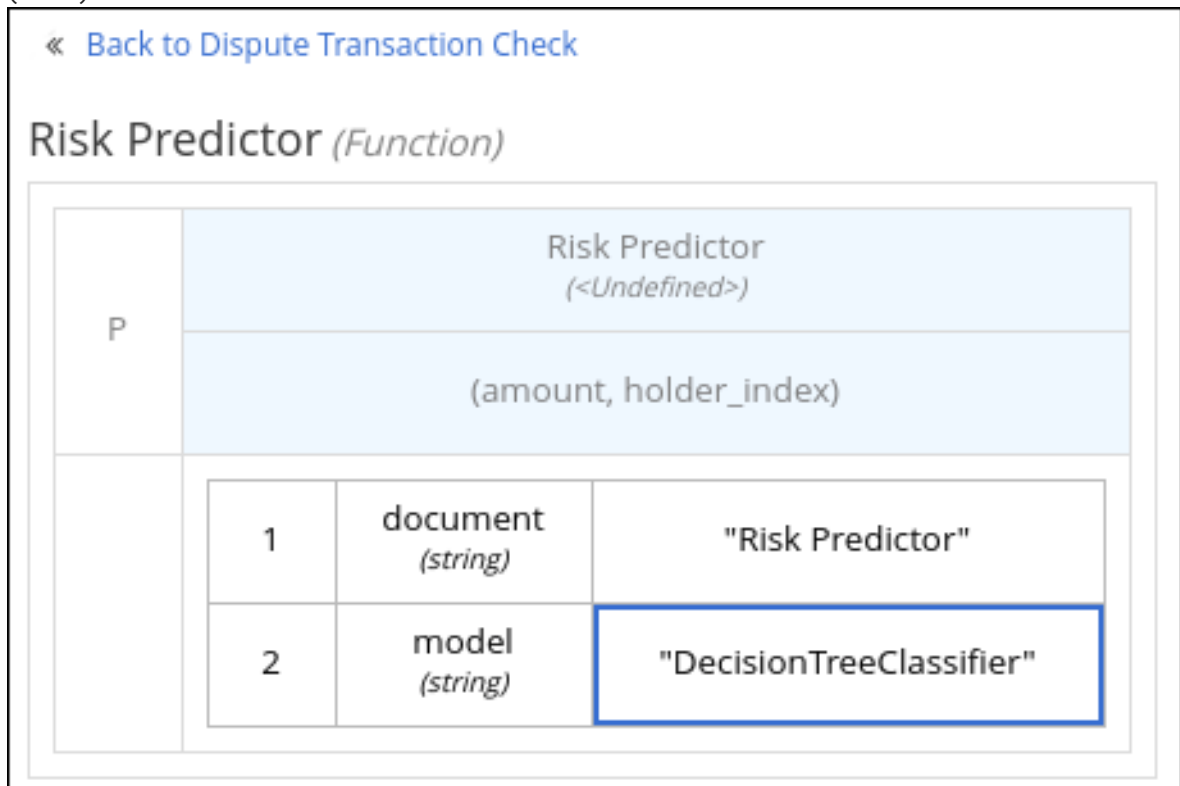 « Back to Dispute Transaction Check
Risk Predictor (Function)
P
Risk Predictor
(<Undefined>)
(amount, holder_index)
1
document
(string)
"Risk Predictor"
2
model
(string)
"DecisionTreeClassifier"